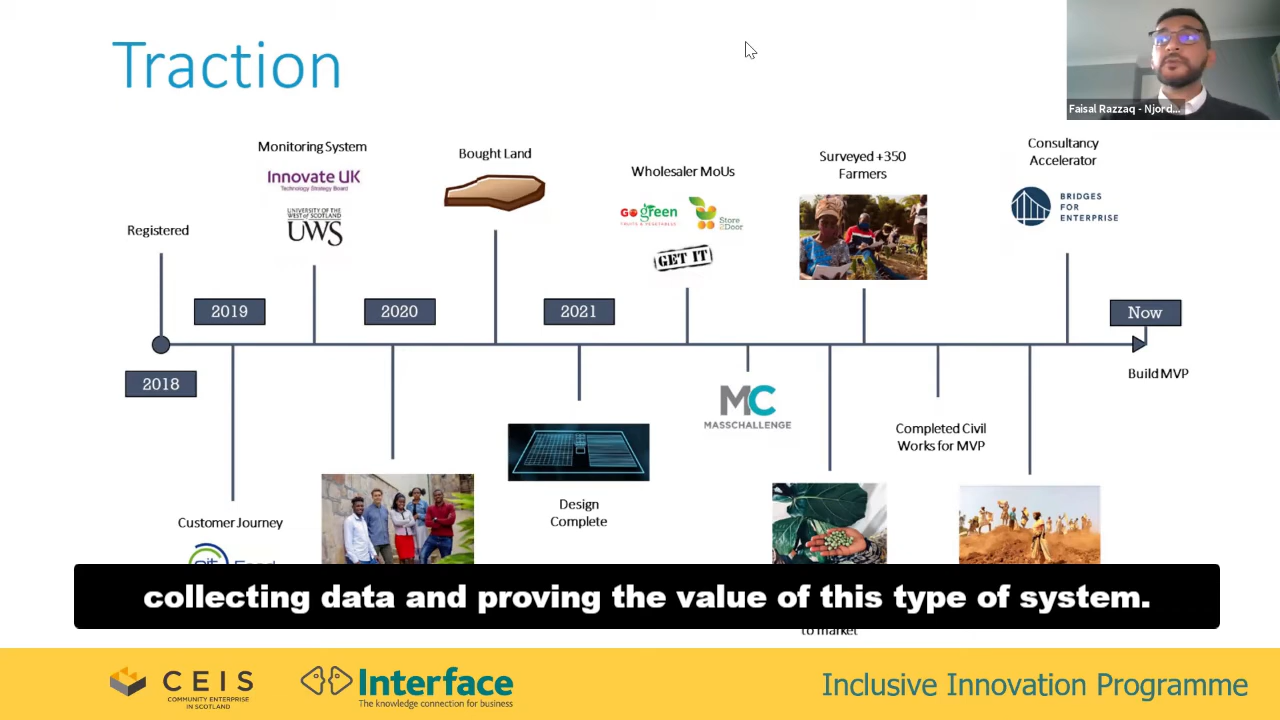 Traction
Faisal Razzaq - Njord...
Monitoring System
Innovate UK
Technology Strategy Board
UNIVERSITY OF THE
WEST OF SCOTLAND
UWS
Bought Land
Wholesaler MoUs
GO green
FRUITS & VEGETABLES
Store
to
Door
GET IT
Surveyed +350
Farmers
Consultancy
Accelerator
BRIDGES
FOR
ENTERPRISE
Registered
2019
2020
2021
Now
2018
Build MVP
MC
MASSCHALLENGE
Completed Civil
Works for MVP
Design
Complete
Customer Journey
collecting data and proving the value of this type of system.
to market
CEIS
COMMUNITY ENTERPRISE
IN SCOTLAND
Interface
The knowledge connection for business
Inclusive Innovation Programme